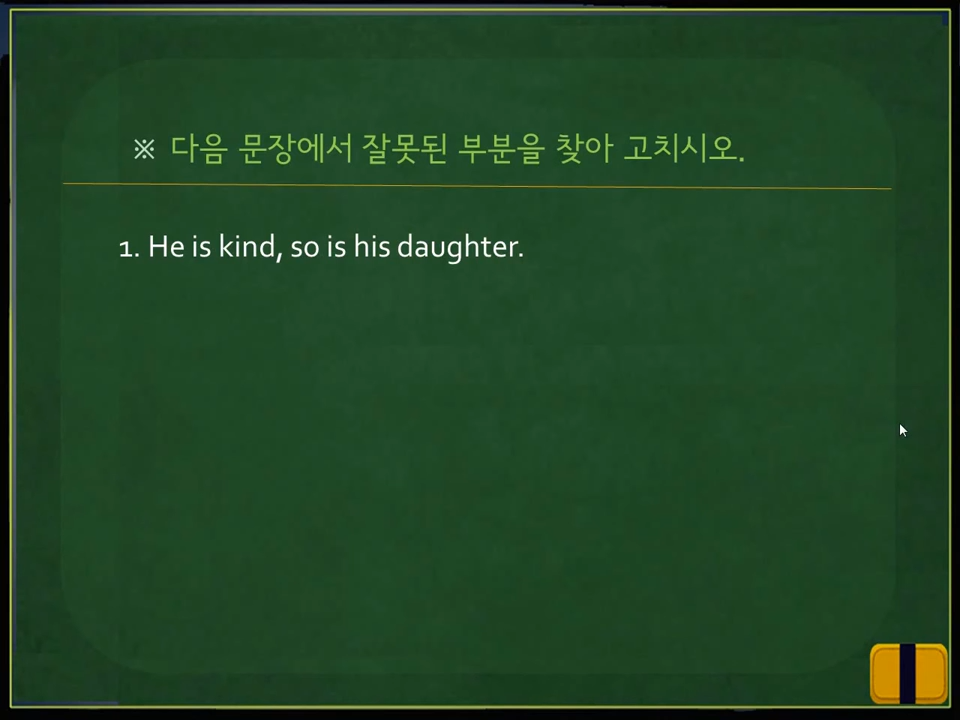 ※ 다음 문장에서 잘못된 부분을 찾아 고치시오.
1. He is kind, so is his daughter.